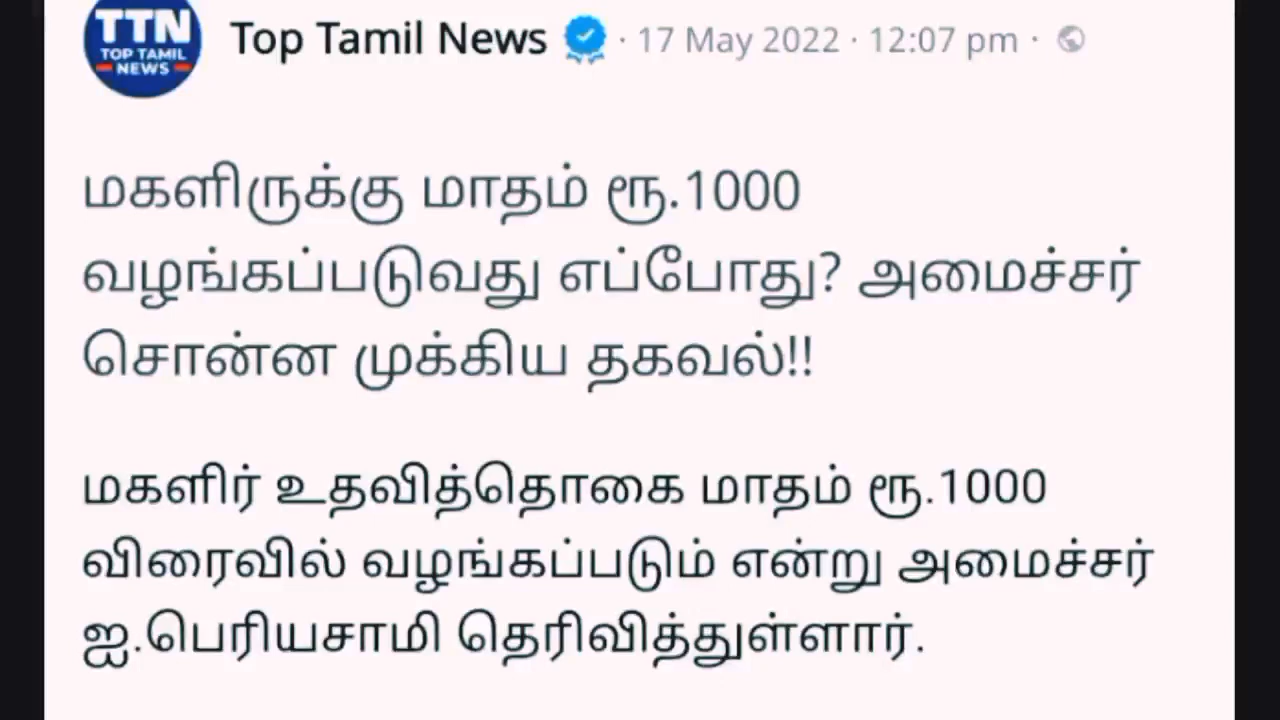 TTN
TOP TAMIL
NEWS
Top Tamil News · 17 May 2022 · 12:07 pm ·
மகளிருக்கு மாதம் ரூ.1000
வழங்கப்படுவது எப்போது? அமைச்சர்
சொன்ன முக்கிய தகவல்!!
மகளிர் உதவித்தொகை மாதம் ரூ.1000
விரைவில் வழங்கப்படும் என்று அமைச்சர்
ஐ.பெரியசாமி தெரிவித்துள்ளார்.